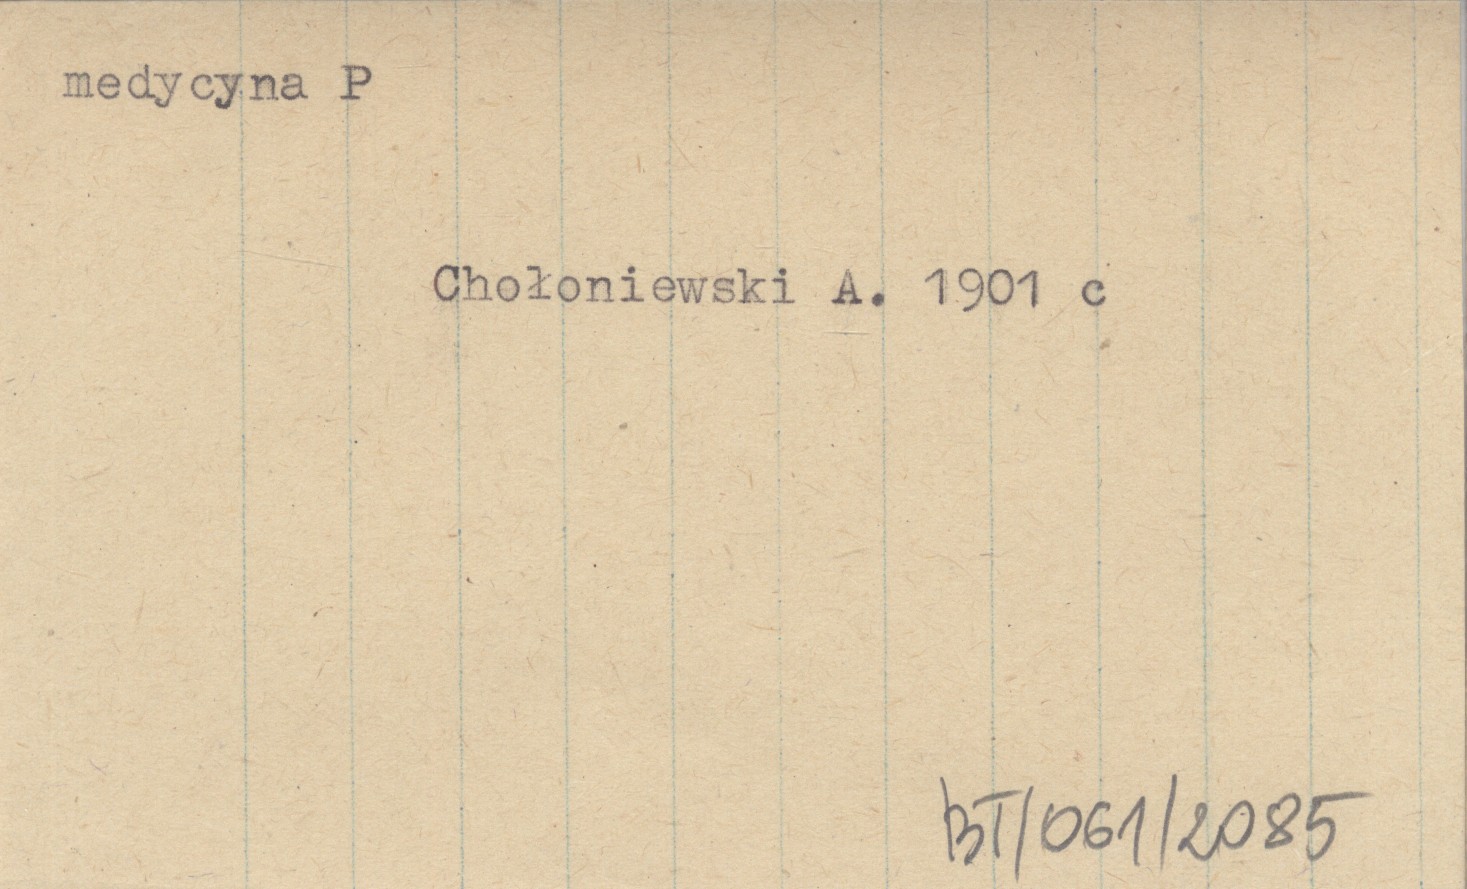 medycyna P
Chołoniewski A. 1901 c
BT/061/2085